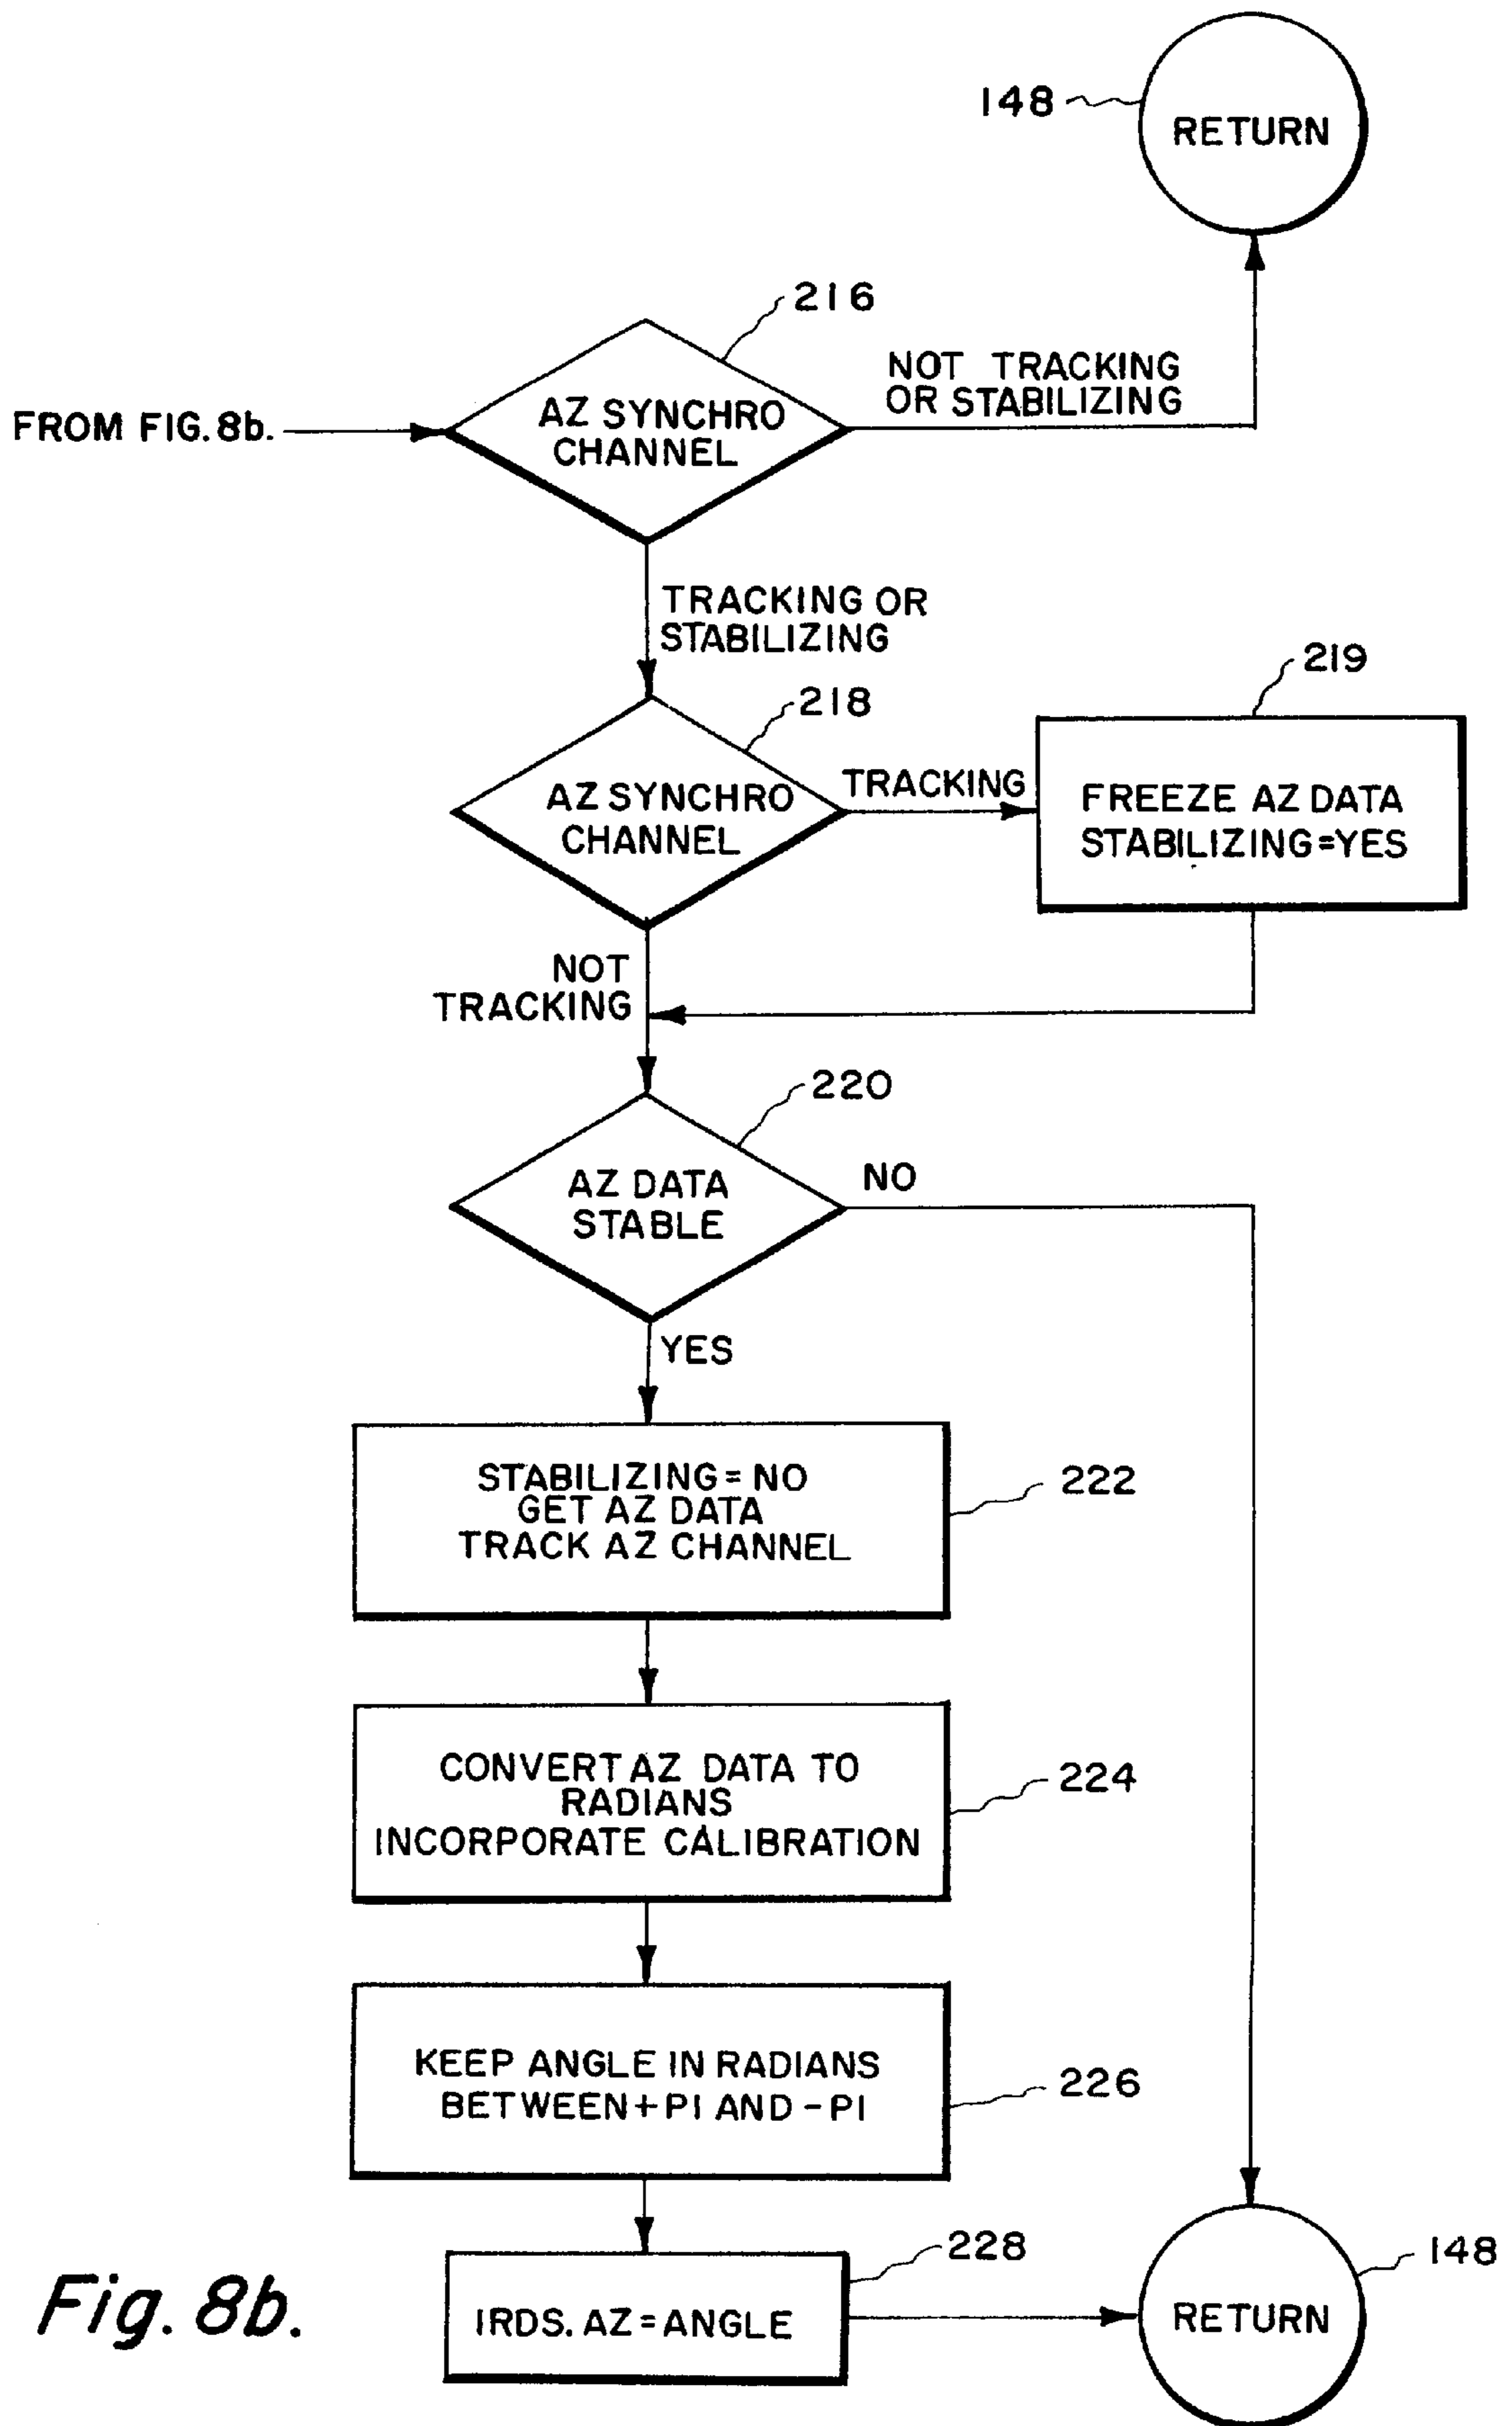 148
RETURN
216
NOT TRACKING
OR STABILIZING
FROM FIG. 8b.
AZ SYNCHRO
CHANNEL
TRACKING OR
STABILIZING
219
218
TRACKING
AZ SYNCHRO
CHANNEL
FREEZE AZ DATA
STABILIZING=YES
NOT
TRACKING
220
NO
AZ DATA
STABLE
YES
STABILIZING = NO
GET AZ DATA
TRACK AZ CHANNEL
222
CONVERT AZ DATA TO
RADIANS
INCORPORATE CALIBRATION
224
KEEP ANGLE IN RADIANS
BETWEEN + PI AND - PI
226
228
148
IRDS. AZ = ANGLE
RETURN
Fig. 8b.